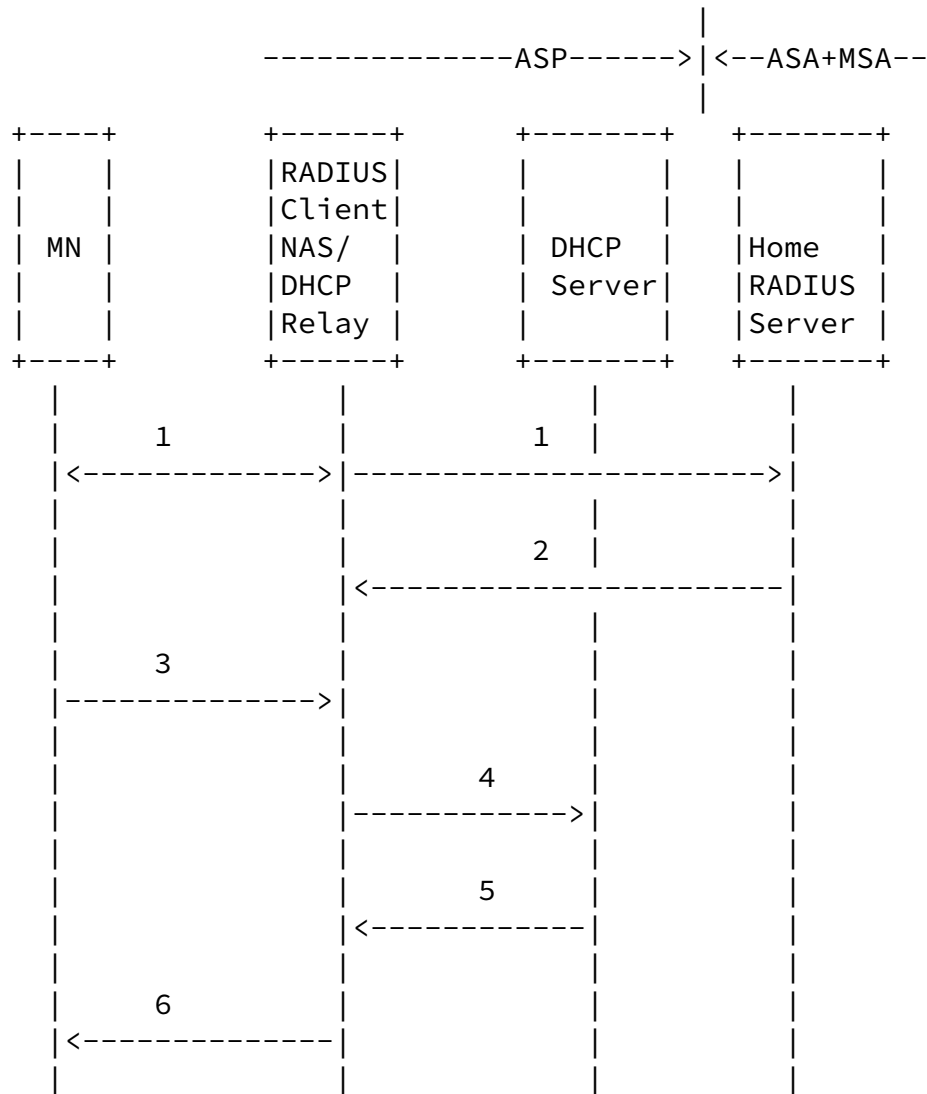 |
              --------------ASP------>|<--ASA+MSA--
                                      |
+----+        +------+      +-------+   +-------+
|    |        |RADIUS|      |       |   |       |
|    |        |Client|      |       |   |       |
| MN |        |NAS/  |      | DHCP  |   |Home   |
|    |        |DHCP  |      | Server|   |RADIUS |
|    |        |Relay |      |       |   |Server |
+----+        +------+      +-------+   +-------+
  |               |             |          |
  |     1         |          1  |          |
  |<------------->|----------------------->|
  |               |             |          |
  |               |          2  |          |
  |               |<-----------------------|
  |               |             |          |
  |     3         |             |          |
  |-------------->|             |          |
  |               |             |          |
  |               |       4     |          |
  |               |------------>|          |
  |               |             |          |
  |               |       5     |          |
  |               |<------------|          |
  |               |             |          |
  |     6         |             |          |
  |<--------------|             |          |
  |               |             |          |